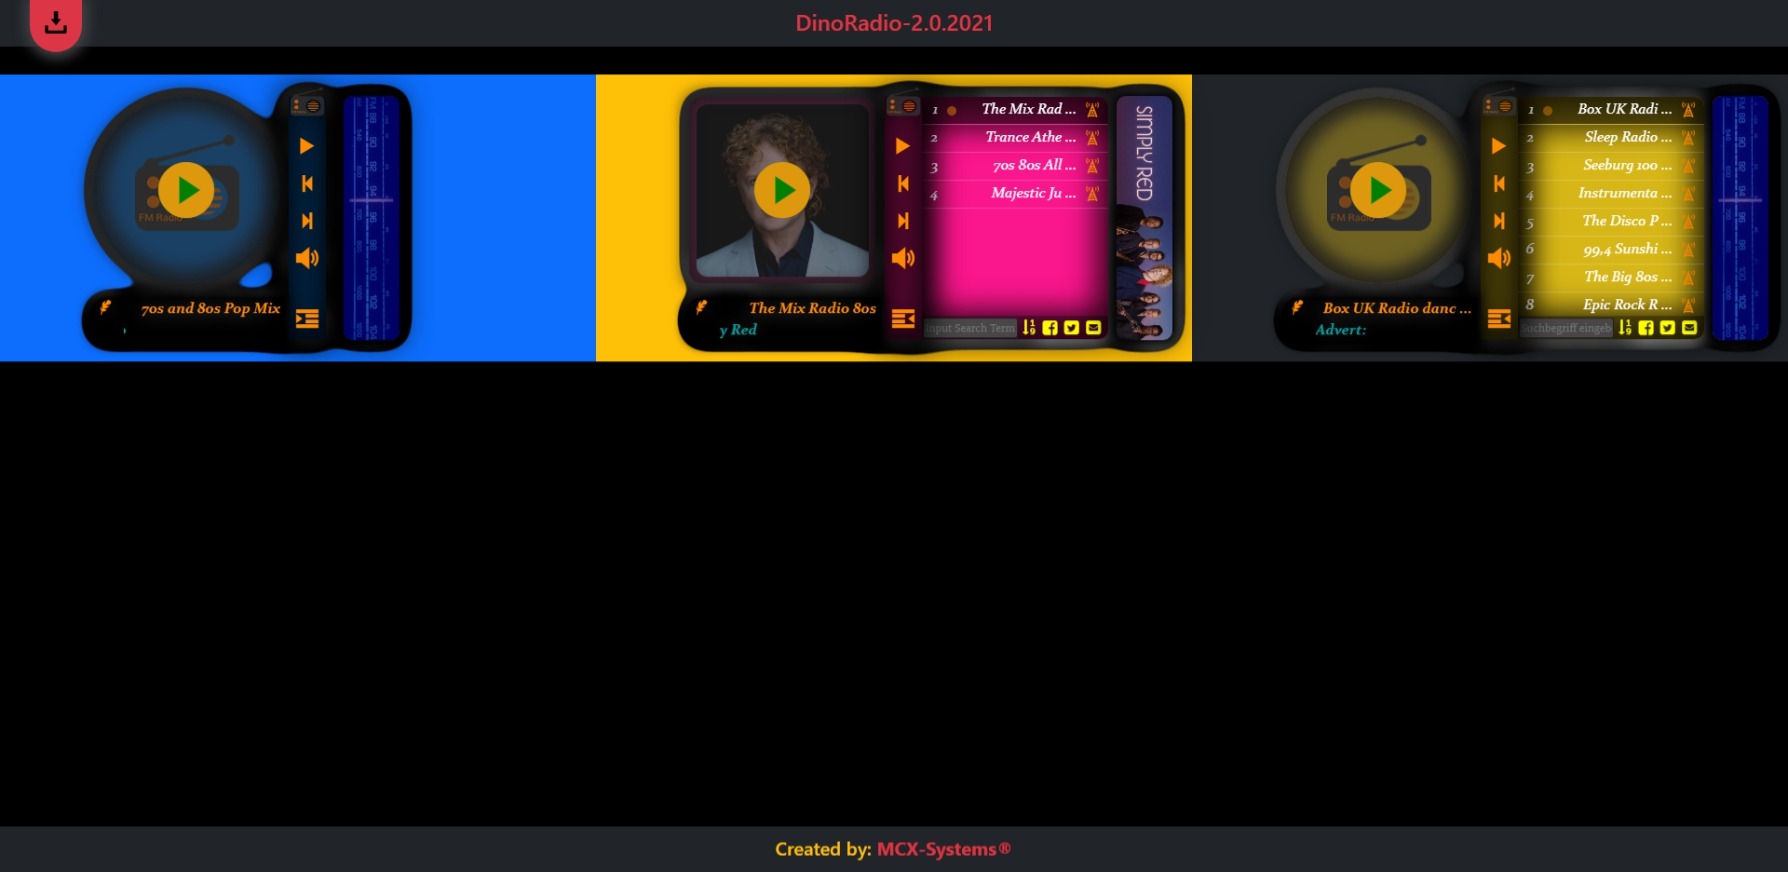 DinoRadio-2.0.2021
FM Radio
70s and 80s Pop Mix
1 The Mix Rad ...
2 Trance Athe ...
3 70s 80s All ...
4 Majestic Ju ...
Input Search Term
SIMPLY RED
The Mix Radio 80s
y Red
FM Radio
1 Box UK Radi ...
2 Sleep Radio ...
3 Seeburg 100 ...
4 Instrumenta ...
5 The Disco P ...
6 99,4 Sunshi ...
7 The Big 80s ...
8 Epic Rock R ...
Suchbegriff eingeb
Box UK Radio danc ...
Advert:
Created by: MCX-Systems®